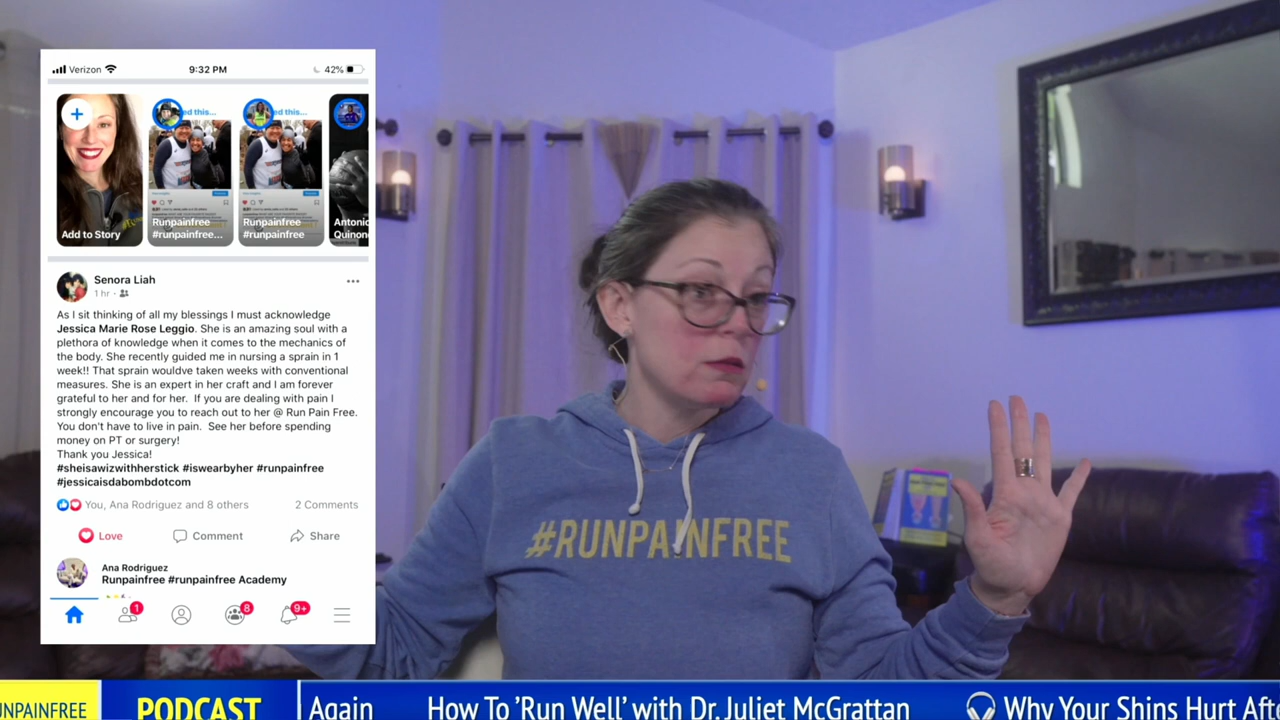 Verizon
9:32 PM
42%
ed this...
ed this...
Add to Story
Runpainfree
#runpainfree...
Runpainfree
#runpainfree
Antonio
Quinon
Senora Liah
1 hr
As I sit thinking of all my blessings I must acknowledge
Jessica Marie Rose Leggio. She is an amazing soul with a
plethora of knowledge when it comes to the mechanics of
the body. She recently guided me in nursing a sprain in 1
week!! That sprain wouldve taken weeks with conventional
measures. She is an expert in her craft and I am forever
grateful to her and for her. If you are dealing with pain I
strongly encourage you to reach out to her @ Run Pain Free.
You don't have to live in pain. See her before spending
money on PT or surgery!
Thank you Jessica!
#sheisawizwithherstick #iswearbyher #runpainfree
#jessicaisdabombdotcom
You, Ana Rodriguez and 8 others
2 Comments
Love
Comment
Share
Ana Rodriguez
Runpainfree #runpainfree Academy
1
8
9+
#RUNPAINFREE
UNPAINFREE
PODCAST
Again
How To 'Run Well' with Dr. Juliet McGrattan
Why Your Shins Hurt Afte